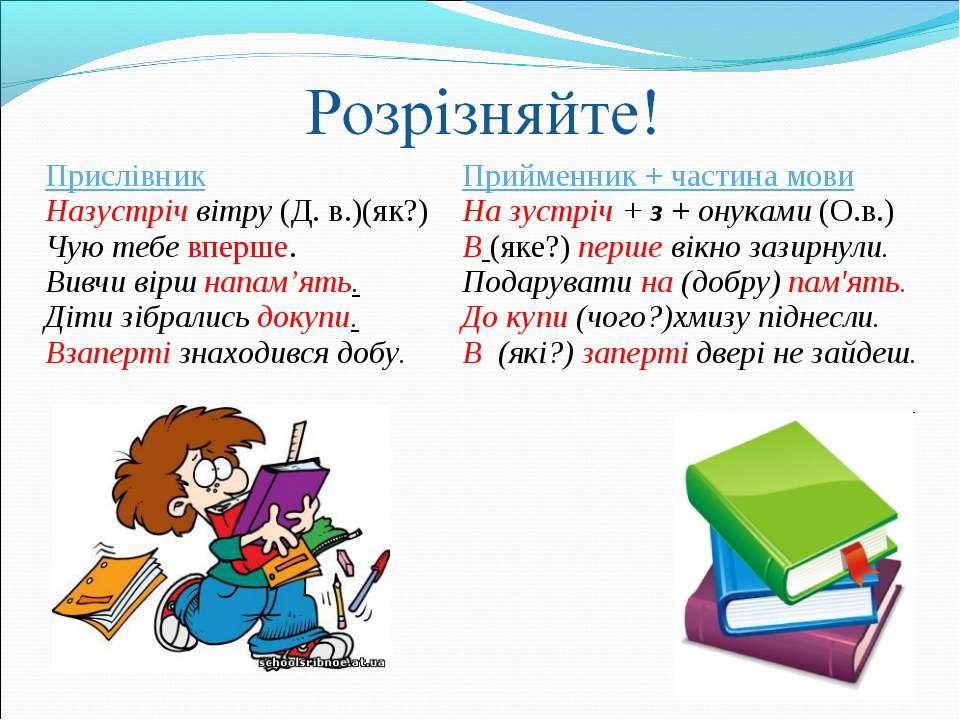 Розрізняйте!
Прислівник
Назустріч вітру (Д. в.)(як?)
Чую тебе вперше.
Вивчи вірш напам’ять.
Діти зібрались докупи.
Взаперті знаходився добу.
Прийменник + частина мови
На зустріч + з + онуками (О.в.)
В (яке?) перше вікно зазирнули.
Подарувати на (добру) пам'ять.
До купи (чого?)хмизу піднесли.
В (які?) заперті двері не зайдеш.
schoolsribnoe.at.ua